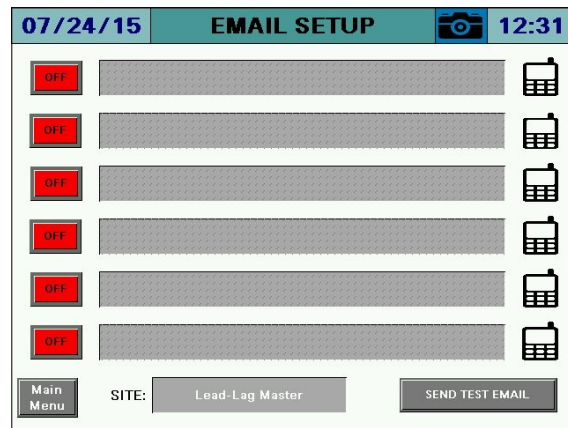 07/24/15 EMAIL SETUP 12:31
OFF
OFF
OFF
OFF
OFF
OFF
Main
Menu
SITE: Lead-Lag Master SEND TEST EMAIL